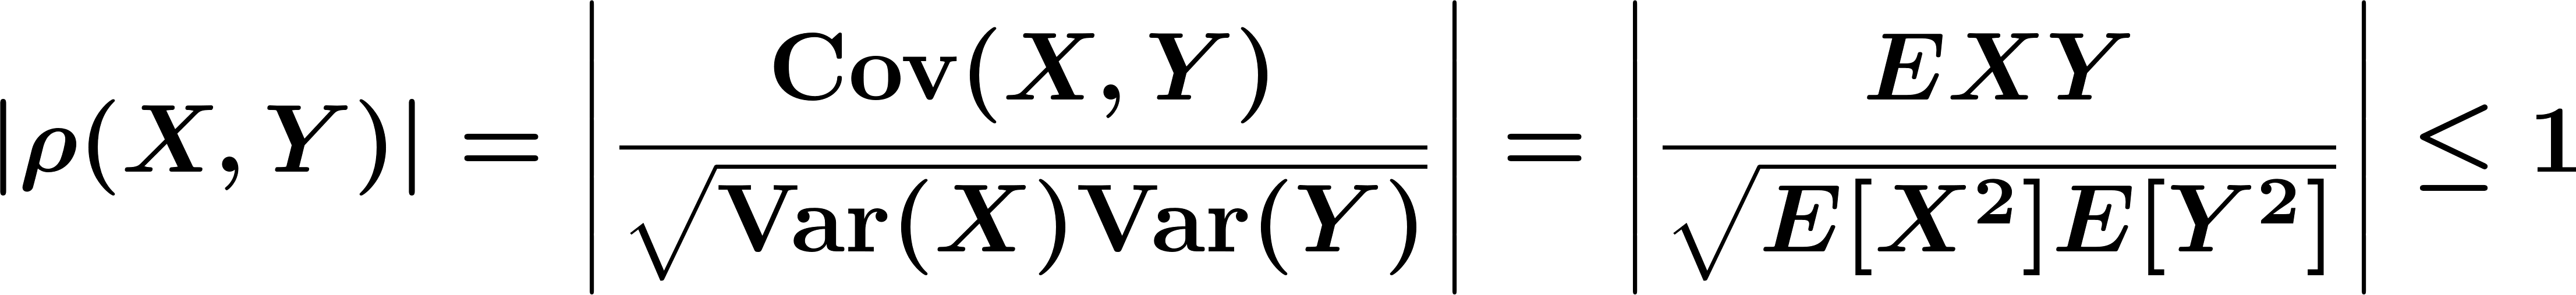 |ρ(X, Y)| = | Cov(X, Y) / √(Var(X)Var(Y)) | = | EXY / √(E[X²]E[Y²]) | ≤ 1